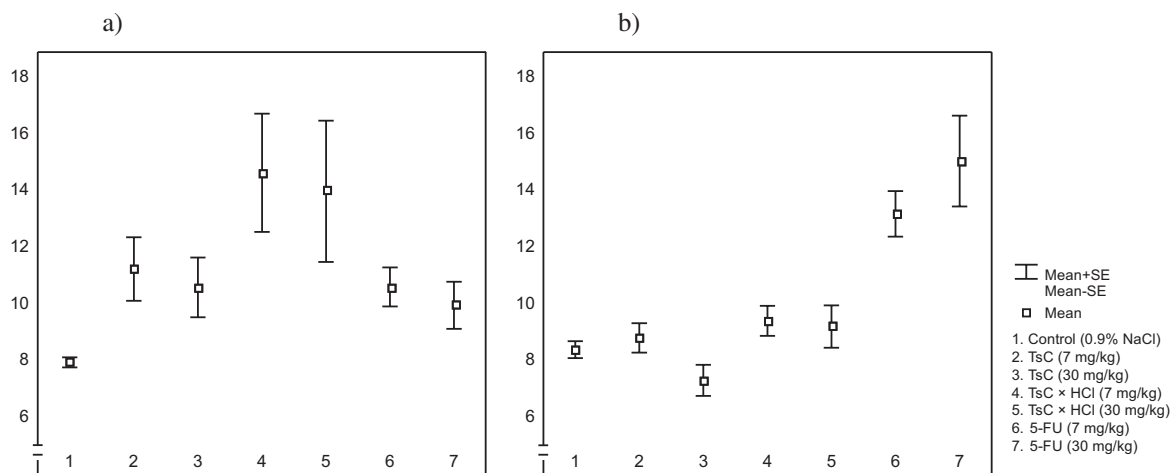 a)
18
16
14
12
10
8
6
1 2 3 4 5 6 7
b)
18
16
14
12
10
8
6
1 2 3 4 5 6 7
Mean+SE
Mean-SE
Mean
1. Control (0.9% NaCl)
2. TsC (7 mg/kg)
3. TsC (30 mg/kg)
4. TsC × HCl (7 mg/kg)
5. TsC × HCl (30 mg/kg)
6. 5-FU (7 mg/kg)
7. 5-FU (30 mg/kg)